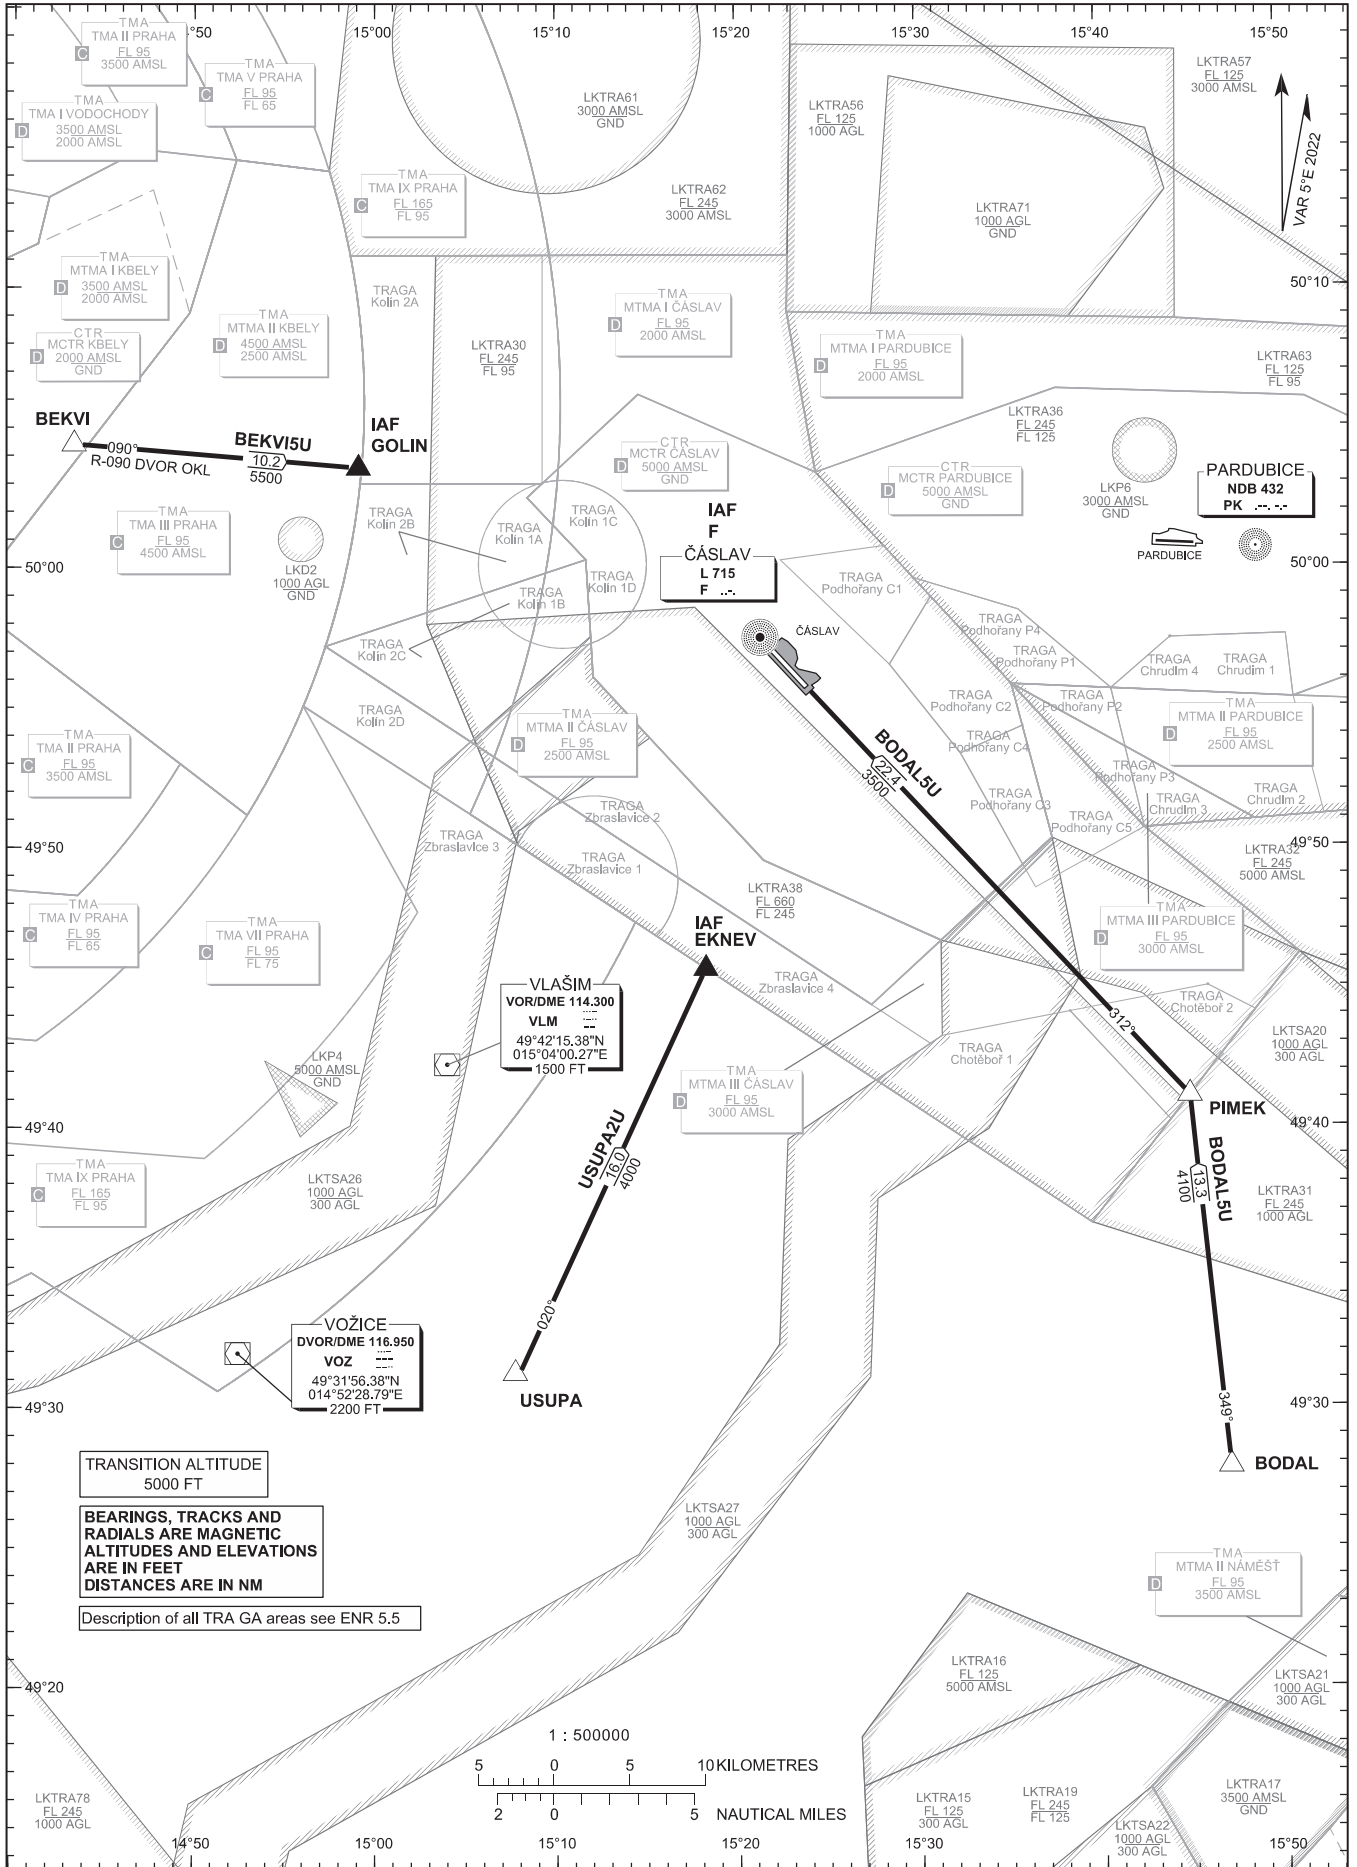 TMA
TMA II PRAHA
C
FL 95
3500 AMSL
'50
15°00
15°10
15°20
15°30
15°40
15°50
TMA
TMA V PRAHA
C
FL 95
FL 65
TMA
TMA I VODOCHODY
D
3500 AMSL
2000 AMSL
LKTRA61
3000 AMSL
GND
LKTRA56
FL 125
1000 AGL
LKTRA57
FL 125
3000 AMSL
VAR 5°E 2022
TMA
TMA IX PRAHA
C
FL 165
FL 95
LKTRA62
FL 245
3000 AMSL
LKTRA71
1000 AGL
GND
TMA
MTMA I KBELY
D
3500 AMSL
2000 AMSL
TRAGA
Kolín 2A
TMA
MTMA I ČÁSLAV
D
FL 95
2000 AMSL
50°10
TMA
MTMA II KBELY
D
4500 AMSL
2500 AMSL
CTR
MCTR KBELY
D
2000 AMSL
GND
LKTRA30
FL 245
FL 95
TMA
MTMA I PARDUBICE
D
FL 95
2000 AMSL
LKTRA63
FL 125
FL 95
BEKVI
090°
R-090 DVOR OKL
BEKVI5U
10.2
5500
IAF
GOLIN
LKTRA36
FL 245
FL 125
CTR
MCTR ČÁSLAV
D
5000 AMSL
GND
CTR
MCTR PARDUBICE
D
5000 AMSL
GND
LKP6
3000 AMSL
GND
PARDUBICE
NDB 432
PK .--. -.-
PARDUBICE
TMA
TMA III PRAHA
C
FL 95
4500 AMSL
TRAGA
Kolín 2B
TRAGA
Kolín 1A
TRAGA
Kolín 1C
IAF
F
ČÁSLAV
L 715
F ..-.
LKD2
1000 AGL
GND
50°00
50°00
TRAGA
Kolín 1D
TRAGA
Kolín 1B
TRAGA
Podhořany C1
ČÁSLAV
TRAGA
Kolín 2C
TRAGA
Podhořany P4
TRAGA
Podhořany P1
TRAGA
Chrudim 4
TRAGA
Chrudim 1
TRAGA
Kolín 2D
TRAGA
Podhořany C2
TRAGA
Podhořany P2
TMA
MTMA II ČÁSLAV
D
FL 95
2500 AMSL
TMA
MTMA II PARDUBICE
D
FL 95
2500 AMSL
TMA
TMA II PRAHA
C
FL 95
3500 AMSL
BODAL5U
22.4
3500
TRAGA
Podhořany C4
TRAGA
Podhořany P3
TRAGA
Podhořany C3
TRAGA
Chrudim 3
TRAGA
Chrudim 2
TRAGA
Zbraslavice 2
TRAGA
Podhořany C5
TRAGA
Zbraslavice 3
49°50
49°50
TRAGA
Zbraslavice 1
LKTRA32
FL 245
5000 AMSL
LKTRA38
FL 660
FL 245
TMA
TMA IV PRAHA
C
FL 95
FL 65
TMA
TMA VII PRAHA
C
FL 95
FL 75
IAF
EKNEV
TMA
MTMA III PARDUBICE
D
FL 95
3000 AMSL
TRAGA
Zbraslavice 4
VLAŠIM
VOR/DME 114.300
VLM
49°42'15.38"N
015°04'00.27"E
1500 FT
TRAGA
Chotěboř 2
312°
LKTSA20
1000 AGL
300 AGL
LKP4
5000 AMSL
GND
TRAGA
Chotěboř 1
TMA
MTMA III ČÁSLAV
D
FL 95
3000 AMSL
PIMEK
49°40
49°40
TMA
TMA IX PRAHA
C
FL 165
FL 95
LKTSA26
1000 AGL
300 AGL
USUPA2U
16.0
4000
BODAL5U
13.3
4100
LKTRA31
FL 245
1000 AGL
020°
VOŽICE
DVOR/DME 116.950
VOZ
49°31'56.38"N
014°52'28.79"E
2200 FT
USUPA
49°30
49°30
349°
BODAL
TRANSITION ALTITUDE
5000 FT
BEARINGS, TRACKS AND
RADIALS ARE MAGNETIC
ALTITUDES AND ELEVATIONS
ARE IN FEET
DISTANCES ARE IN NM
Description of all TRA GA areas see ENR 5.5
LKTSA27
1000 AGL
300 AGL
TMA
MTMA II NÁMĚŠŤ
D
FL 95
3500 AMSL
49°20
LKTRA16
FL 125
5000 AMSL
LKTSA21
1000 AGL
300 AGL
1 : 500000
5 0 5 10 KILOMETRES
2 0 5 NAUTICAL MILES
LKTRA78
FL 245
1000 AGL
LKTRA15
FL 125
300 AGL
LKTRA19
FL 245
FL 125
LKTRA17
3500 AMSL
GND
LKTSA22
1000 AGL
300 AGL
14°50
15°00
15°10
15°20
15°30
15°50